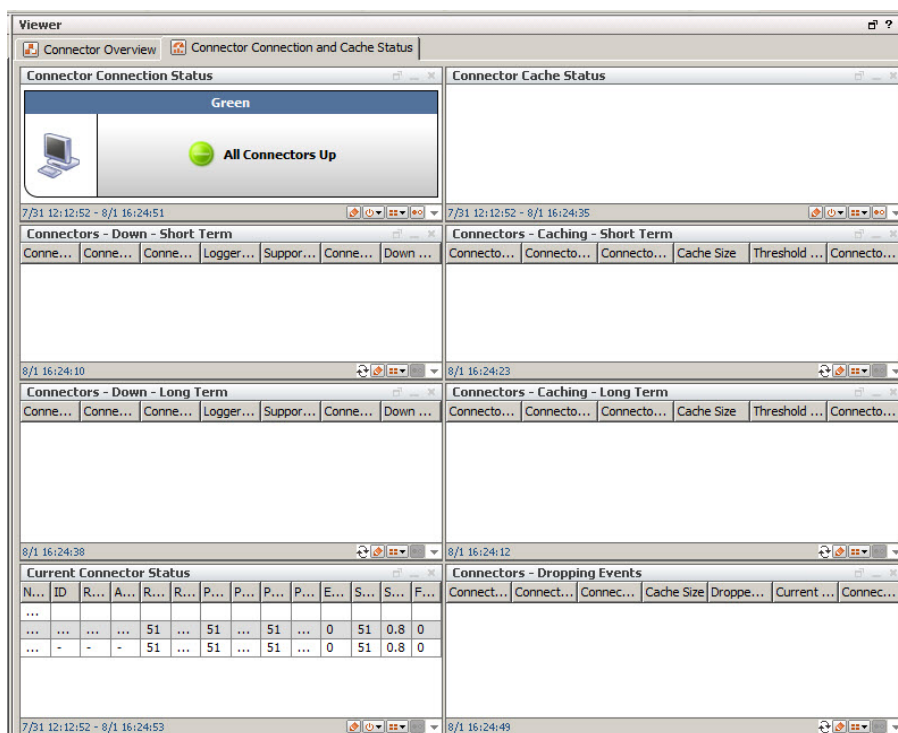 Viewer
?
Connector Overview
Connector Connection and Cache Status
Connector Connection Status
Green
All Connectors Up
7/31 12:12:52 - 8/1 16:24:51
Connector Cache Status
7/31 12:12:52 - 8/1 16:24:35
Connectors - Down - Short Term
Conne... Conne... Conne... Logger... Suppor... Conne... Down ...
8/1 16:24:10
Connectors - Caching - Short Term
Connecto... Connecto... Connecto... Cache Size Threshold ... Connecto...
8/1 16:24:23
Connectors - Down - Long Term
Conne... Conne... Conne... Logger... Suppor... Conne... Down ...
8/1 16:24:38
Connectors - Caching - Long Term
Connecto... Connecto... Connecto... Cache Size Threshold ... Connecto...
8/1 16:24:12
Current Connector Status
N... ID R... A... R... R... P... P... P... P... E... S... S... F...
...
... ... ... ... 51 ... 51 ... 51 ... 0 51 0.8 0
... - - - 51 ... 51 ... 51 ... 0 51 0.8 0
7/31 12:12:52 - 8/1 16:24:53
Connectors - Dropping Events
Connect... Connect... Connec... Cache Size Droppe... Current ... Connec...
8/1 16:24:49